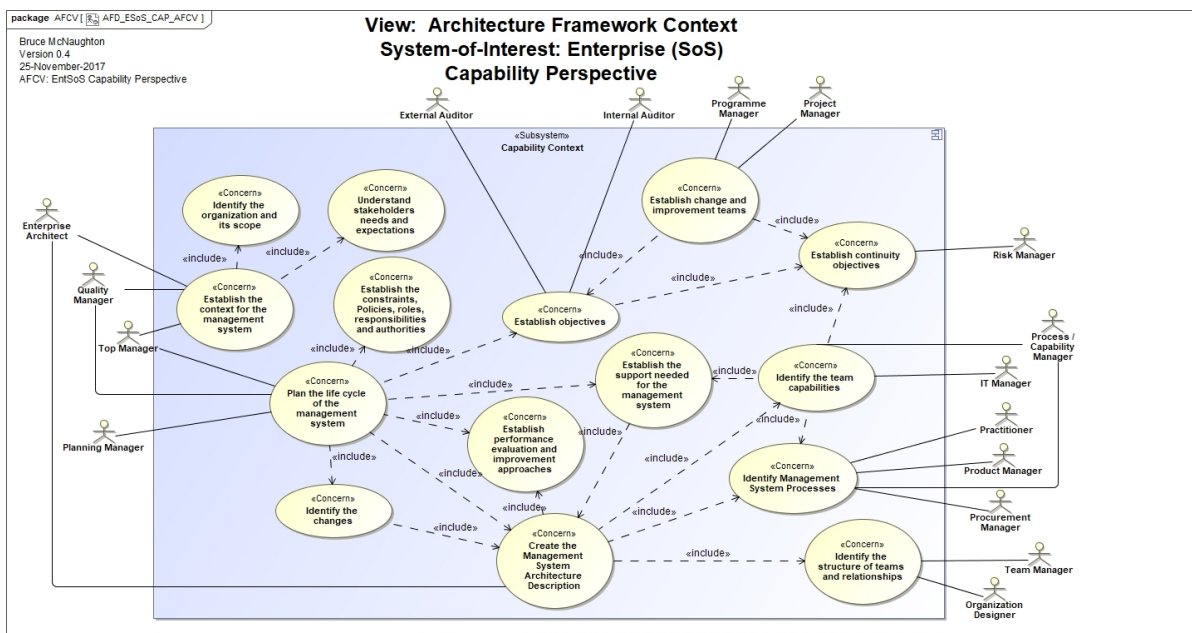 package AFCV [ AFD_ESoS_CAP_AFCV ]
View: Architecture Framework Context
System-of-Interest: Enterprise (SoS)
Capability Perspective
Bruce McNaughton
Version 0.4
25-November-2017
AFCV: EntSoS Capability Perspective
External Auditor
Internal Auditor
Programme
Manager
Project
Manager
«Subsystem»
Capability Context
«Concern»
Identify the
organization and
its scope
«Concern»
Understand
stakeholders
needs and
expectations
«Concern»
Establish change and
improvement teams
Enterprise
Architect
«include»
«include»
«include»
«include»
«Concern»
Establish continuity
objectives
Risk Manager
Quality
Manager
«Concern»
Establish the
context for the
management
system
«Concern»
Establish the
constraints,
Policies, roles,
responsibilities
and authorities
«include»
«Concern»
Establish objectives
«include»
Top Manager
«include»
«include»
Process /
Capability
Manager
«Concern»
Plan the life cycle
of the
management
system
«include»
«Concern»
Establish the
support needed
for the
management
system
«include»
«Concern»
Identify the team
capabilities
IT Manager
Planning Manager
«include»
«Concern»
Establish
performance
evaluation and
improvement
approaches
«include»
«include»
«include»
Practitioner
«include»
«include»
«include»
«Concern»
Identify Management
System Processes
Product Manager
«Concern»
Identify the
changes
«include»
«include»
Procurement
Manager
«Concern»
Create the
Management
System
Architecture
Description
«include»
«Concern»
Identify the
structure of teams
and relationships
Team Manager
Organization
Designer